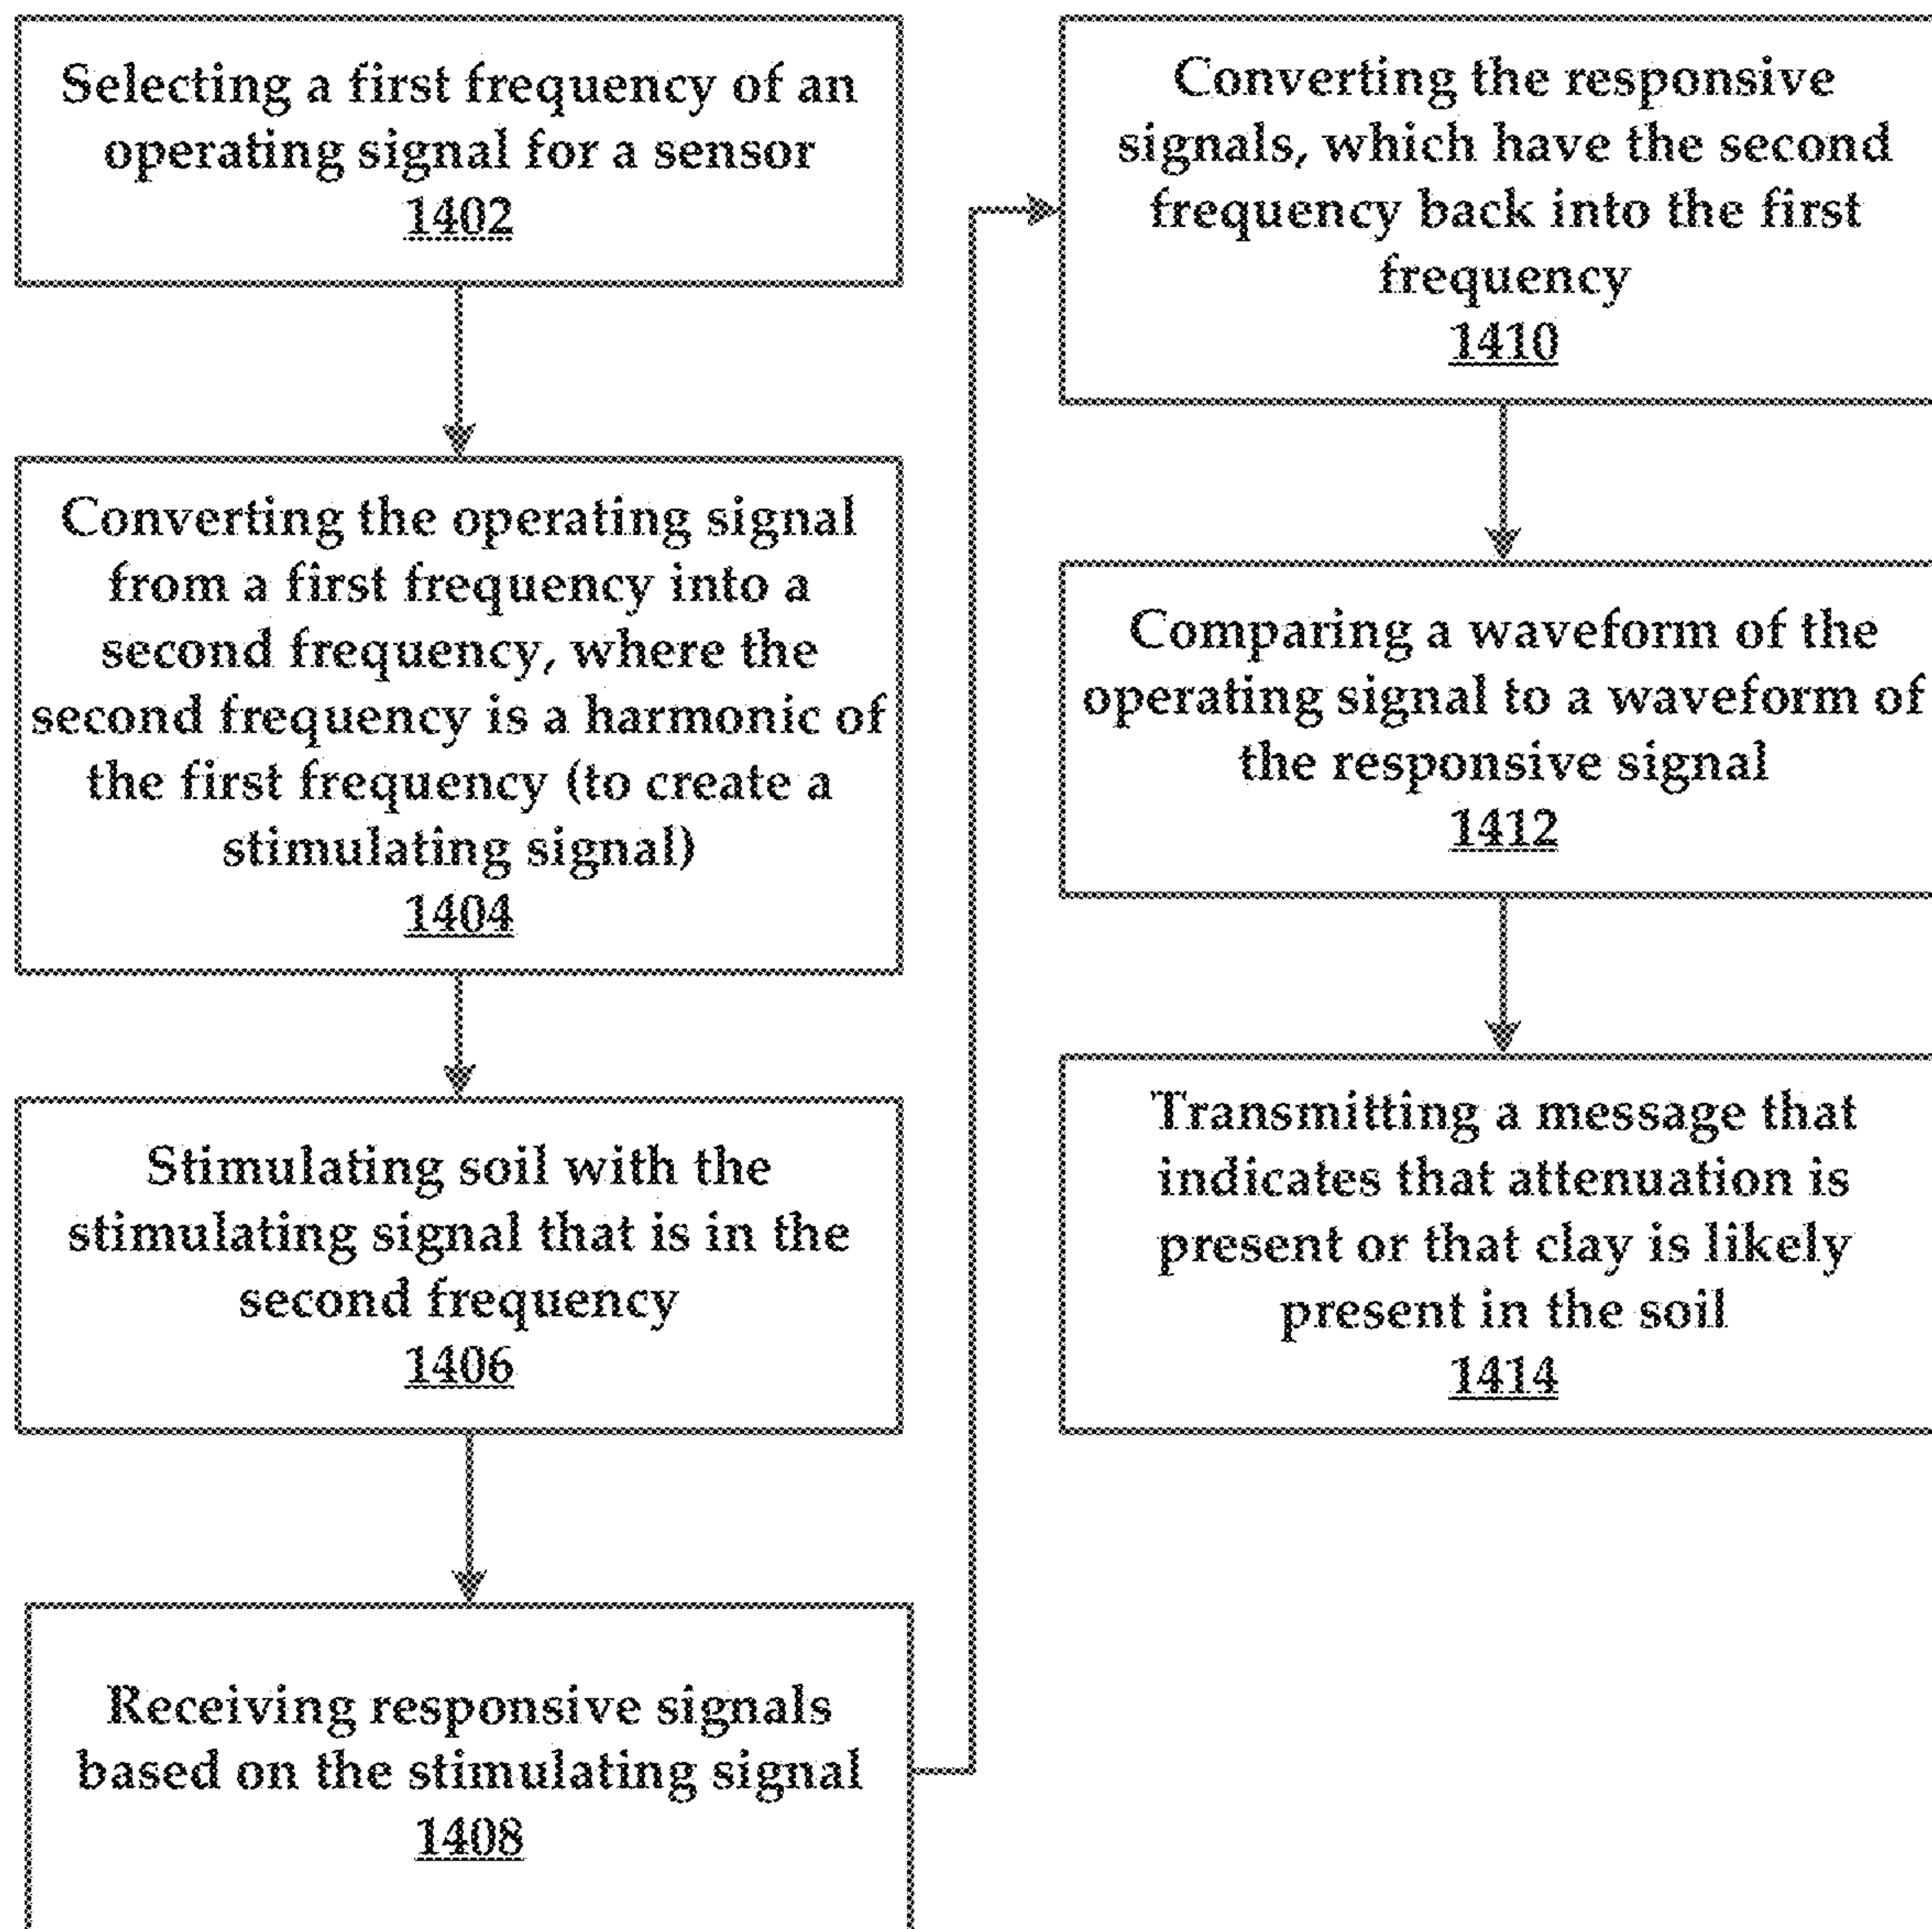 Selecting a first frequency of an
operating signal for a sensor
1402
Converting the operating signal
from a first frequency into a
second frequency, where the
second frequency is a harmonic of
the first frequency (to create a
stimulating signal)
1404
Stimulating soil with the
stimulating signal that is in the
second frequency
1406
Receiving responsive signals
based on the stimulating signal
1408
Converting the responsive
signals, which have the second
frequency back into the first
frequency
1410
Comparing a waveform of the
operating signal to a waveform of
the responsive signal
1412
Transmitting a message that
indicates that attenuation is
present or that clay is likely
present in the soil
1414